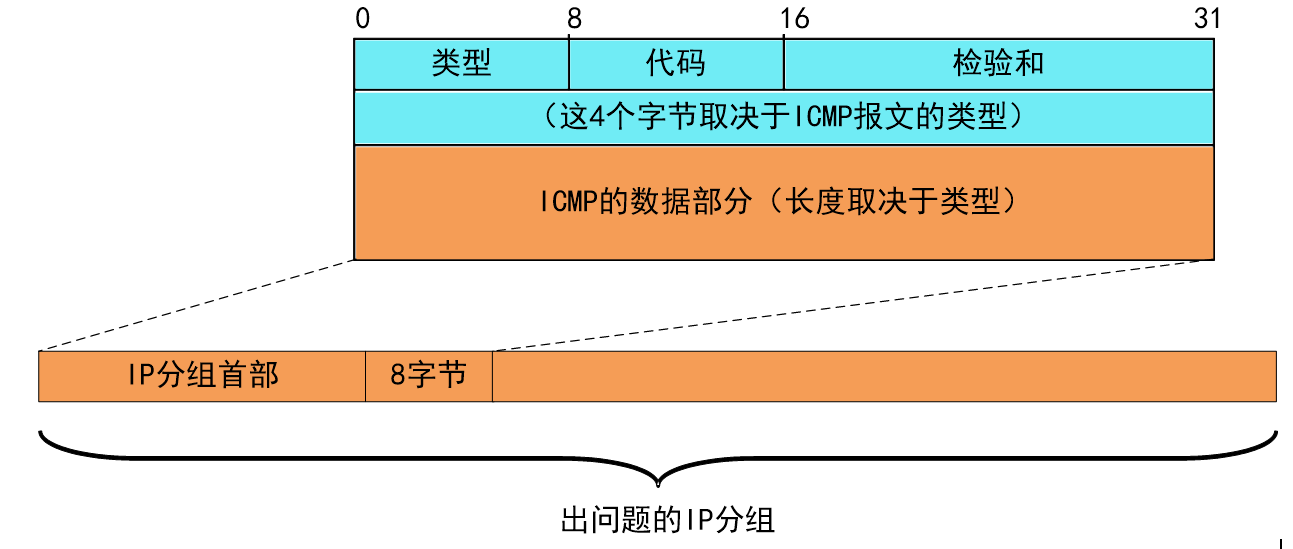 0 8 16 31
类型 代码 检验和
（这4个字节取决于ICMP报文的类型）
ICMP的数据部分（长度取决于类型）
IP分组首部 8字节
出问题的IP分组